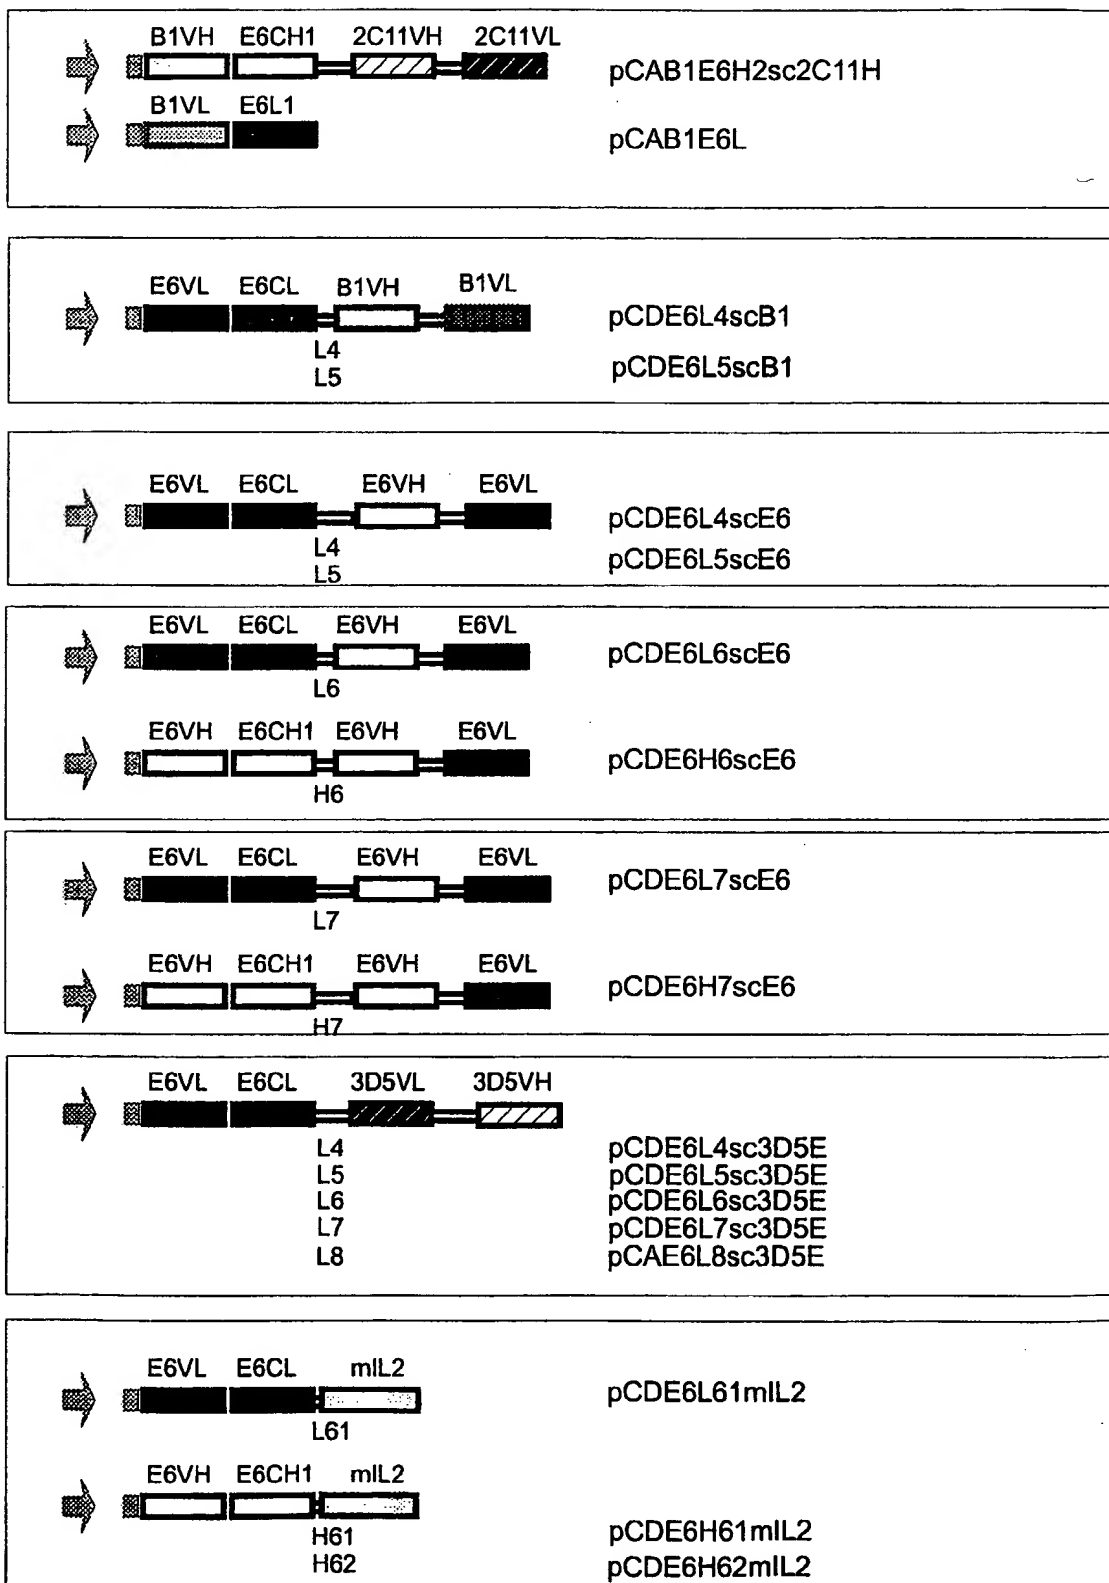 B1VH E6CH1 2C11VH 2C11VL
pCAB1E6H2sc2C11H
B1VL E6L1
pCAB1E6L
E6VL E6CL B1VH B1VL
pCDE6L4scB1
L4
L5
pCDE6L5scB1
E6VL E6CL E6VH E6VL
pCDE6L4scE6
L4
L5
pCDE6L5scE6
E6VL E6CL E6VH E6VL
pCDE6L6scE6
L6
E6VH E6CH1 E6VH E6VL
pCDE6H6scE6
H6
E6VL E6CL E6VH E6VL
pCDE6L7scE6
L7
E6VH E6CH1 E6VH E6VL
pCDE6H7scE6
H7
E6VL E6CL 3D5VL 3D5VH
L4 pCDE6L4sc3D5E
L5 pCDE6L5sc3D5E
L6 pCDE6L6sc3D5E
L7 pCDE6L7sc3D5E
L8 pCAE6L8sc3D5E
E6VL E6CL mIL2
pCDE6L61mIL2
L61
E6VH E6CH1 mIL2
H61 pCDE6H61mIL2
H62 pCDE6H62mIL2